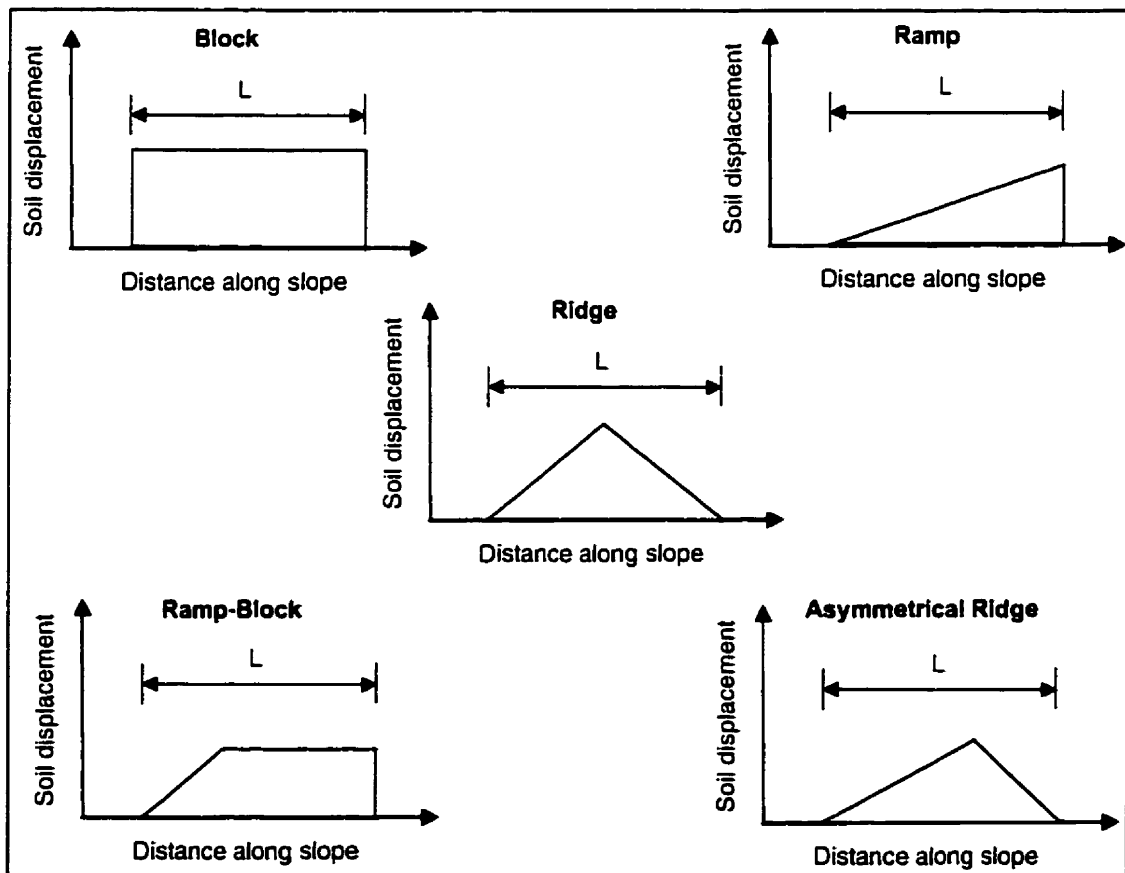 Block
L
Soil displacement
Distance along slope
Ramp
L
Soil displacement
Distance along slope
Ridge
L
Soil displacement
Distance along slope
Ramp-Block
L
Soil displacement
Distance along slope
Asymmetrical Ridge
L
Soil displacement
Distance along slope